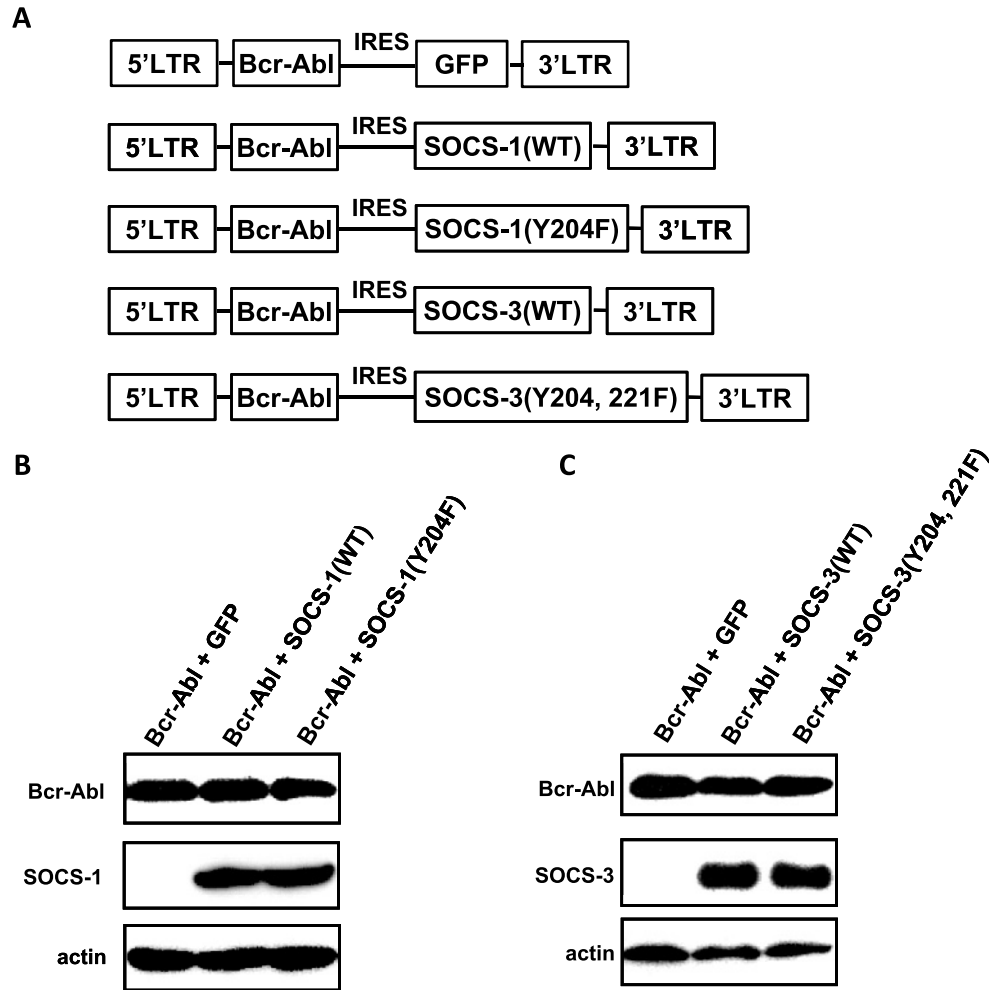 A
5'LTR Bcr-Abl IRES GFP 3'LTR
5'LTR Bcr-Abl IRES SOCS-1(WT) 3'LTR
5'LTR Bcr-Abl IRES SOCS-1(Y204F) 3'LTR
5'LTR Bcr-Abl IRES SOCS-3(WT) 3'LTR
5'LTR Bcr-Abl IRES SOCS-3(Y204, 221F) 3'LTR
B
Bcr-Abl + GFP
Bcr-Abl + SOCS-1(WT)
Bcr-Abl + SOCS-1(Y204F)
Bcr-Abl
SOCS-1
actin
C
Bcr-Abl + GFP
Bcr-Abl + SOCS-3(WT)
Bcr-Abl + SOCS-3(Y204, 221F)
Bcr-Abl
SOCS-3
actin